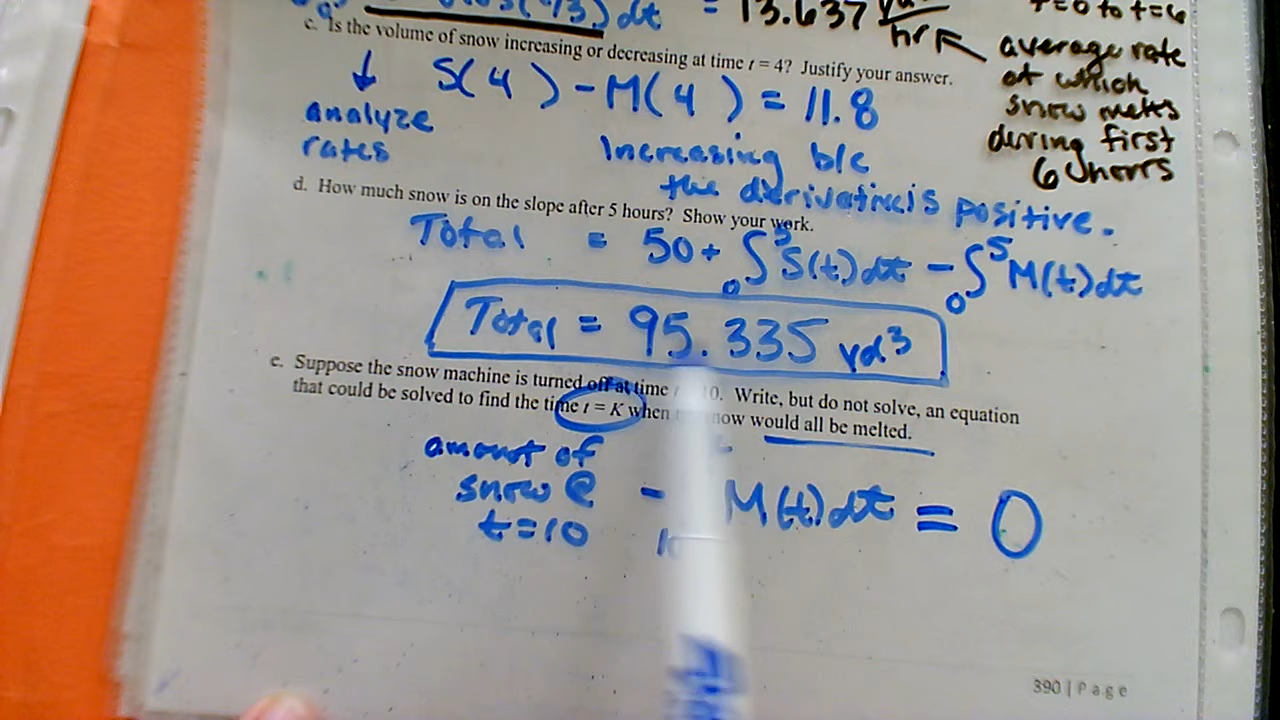 dt = 13.637
hr
t=0 to t=6
average rate
at which
snow melts
during first
6 hours
c. Is the volume of snow increasing or decreasing at time t = 4? Justify your answer.
↓ S(4) - M(4) = 11.8
analyze
rates
Increasing b/c
the derivative is positive.
d. How much snow is on the slope after 5 hours? Show your work.
Total = 50 + ∫₀⁵ S(t) dt - ∫₀⁵ M(t) dt
Total = 95.335 yd³
e. Suppose the snow machine is turned off at time 0. Write, but do not solve, an equation
that could be solved to find the time t = K when now would all be melted.
amount of
snow @ - M(t) dt = 0
t=10
390 | Page